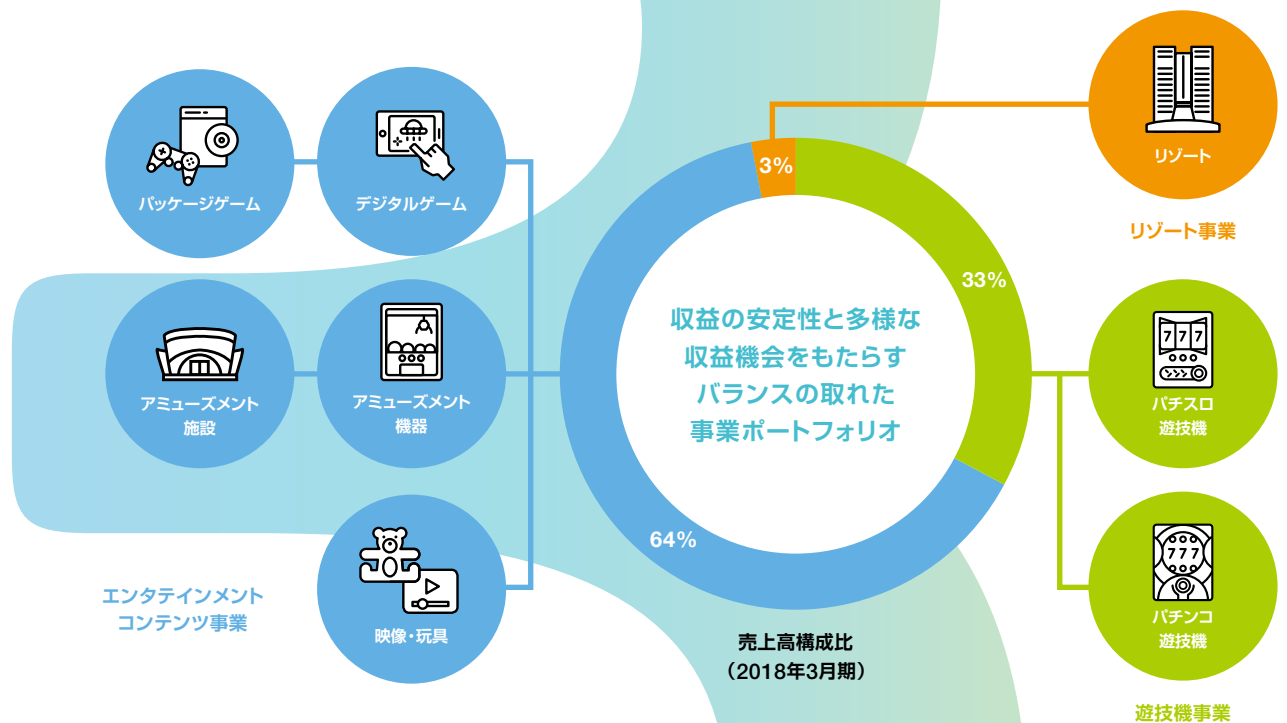 パッケージゲーム
デジタルゲーム
アミューズメント
施設
アミューズメント
機器
映像・玩具
エンタテインメント
コンテンツ事業
3%
33%
64%
収益の安定性と多様な
収益機会をもたらす
バランスの取れた
事業ポートフォリオ
売上高構成比
（2018年3月期）
リゾート
リゾート事業
777
パチスロ
遊技機
777
パチンコ
遊技機
遊技機事業